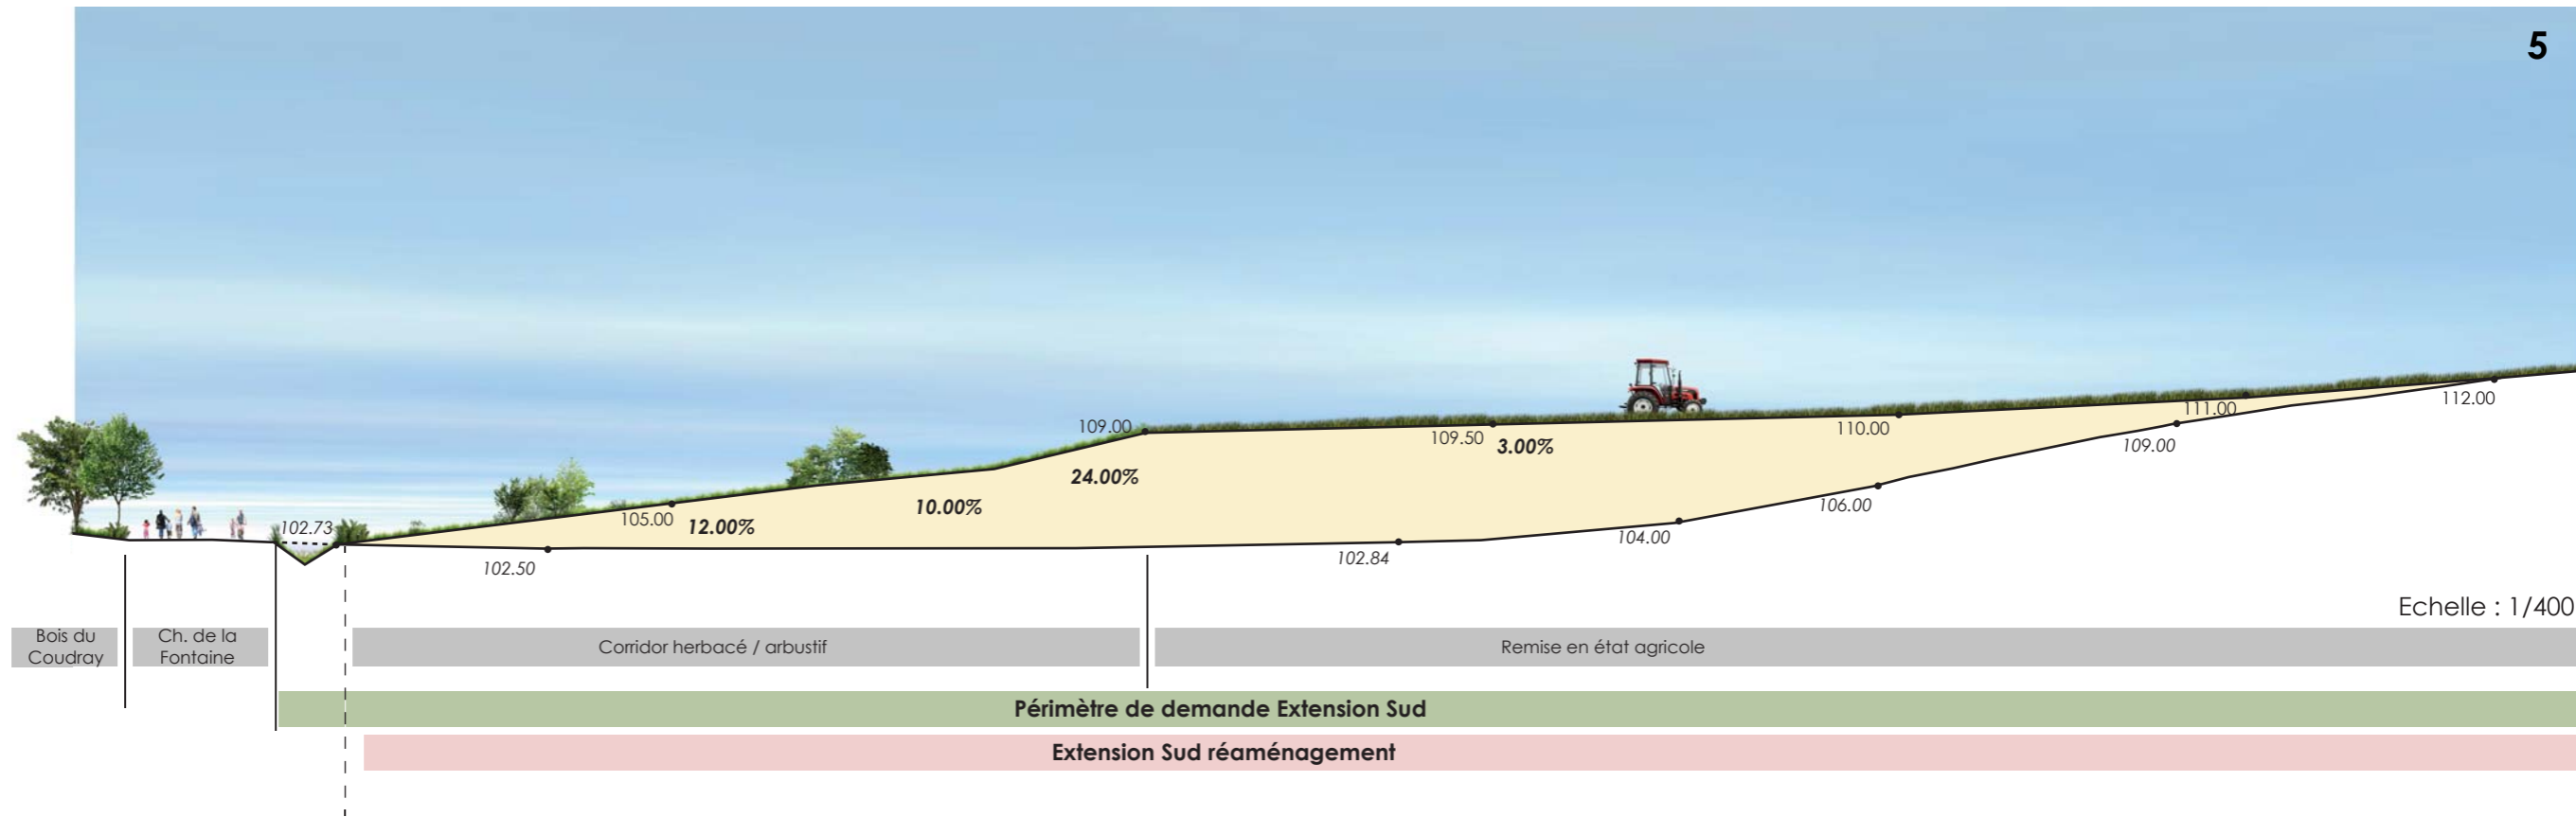 5
109.00
109.50
3.00%
110.00
111.00
112.00
109.00
24.00%
10.00%
106.00
105.00
12.00%
102.73
104.00
102.50
102.84
Echelle : 1/400
Bois du
Coudray
Ch. de la
Fontaine
Corridor herbacé / arbustif
Remise en état agricole
Périmètre de demande Extension Sud
Extension Sud réaménagement